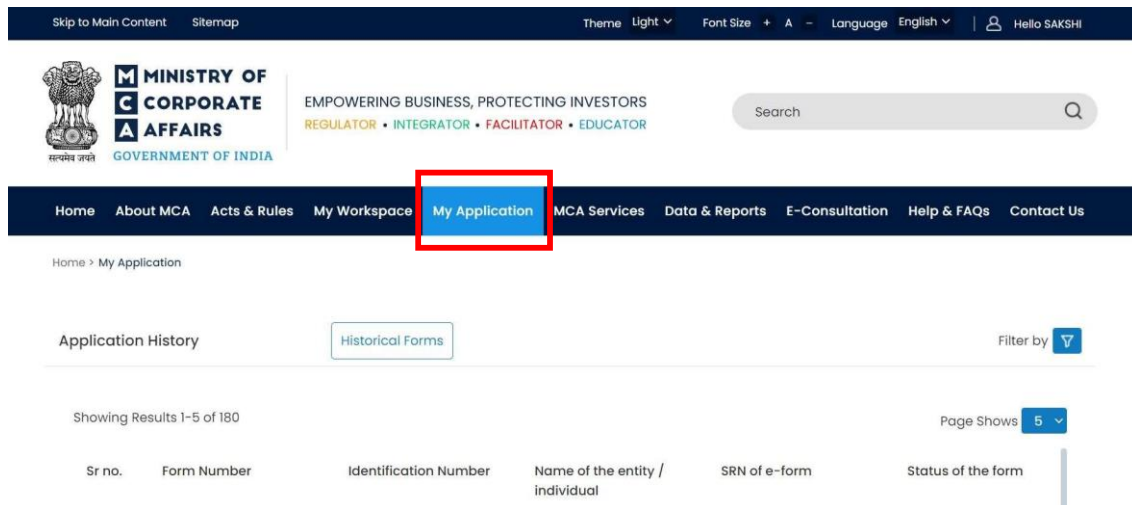 Skip to Main Content Sitemap Theme Light Font Size + A - Language English Hello SAKSHI
M MINISTRY OF
C CORPORATE
A AFFAIRS
GOVERNMENT OF INDIA
सत्यमेव जयते
EMPOWERING BUSINESS, PROTECTING INVESTORS
REGULATOR • INTEGRATOR • FACILITATOR • EDUCATOR
Search
Home About MCA Acts & Rules My Workspace My Application MCA Services Data & Reports E-Consultation Help & FAQs Contact Us
Home > My Application
Application History Historical Forms Filter by
Showing Results 1-5 of 180 Page Shows 5
Sr no. Form Number Identification Number Name of the entity / SRN of e-form Status of the form
individual